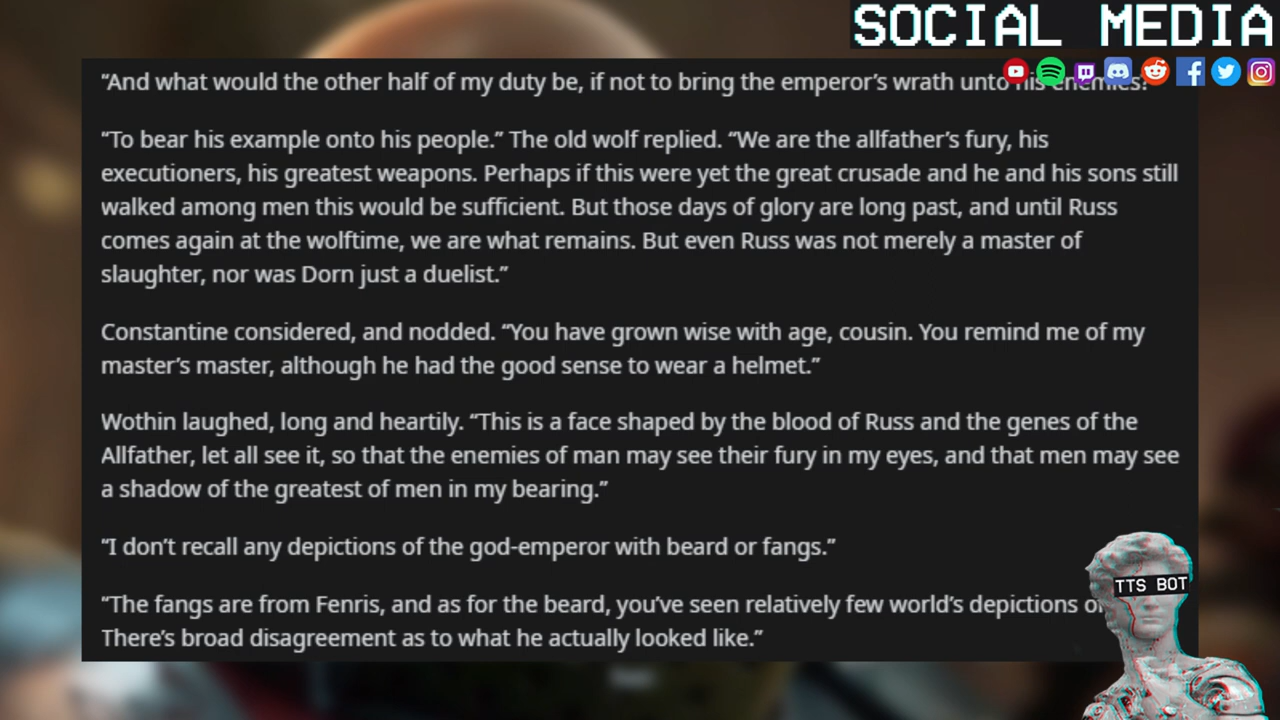 SOCIAL MEDIA
“And what would the other half of my duty be, if not to bring the emperor’s wrath unto his enemies?
“To bear his example onto his people.” The old wolf replied. “We are the allfather’s fury, his
executioners, his greatest weapons. Perhaps if this were yet the great crusade and he and his sons still
walked among men this would be sufficient. But those days of glory are long past, and until Russ
comes again at the wolftime, we are what remains. But even Russ was not merely a master of
slaughter, nor was Dorn just a duelist.”
Constantine considered, and nodded. “You have grown wise with age, cousin. You remind me of my
master’s master, although he had the good sense to wear a helmet.”
Wothin laughed, long and heartily. “This is a face shaped by the blood of Russ and the genes of the
Allfather, let all see it, so that the enemies of man may see their fury in my eyes, and that men may see
a shadow of the greatest of men in my bearing.”
“I don’t recall any depictions of the god-emperor with beard or fangs.”
TTS BOT
“The fangs are from Fenris, and as for the beard, you’ve seen relatively few world’s depictions
There’s broad disagreement as to what he actually looked like.”